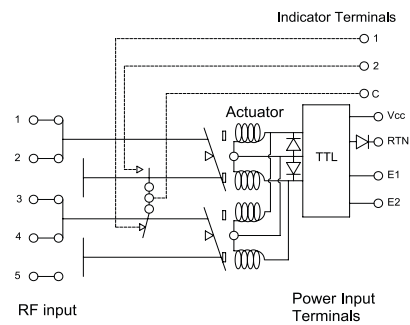 Indicator Terminals
1
2
C
Actuator
Vcc
RTN
TTL
E1
E2
1
2
3
4
5
RF input
Power Input
Terminals